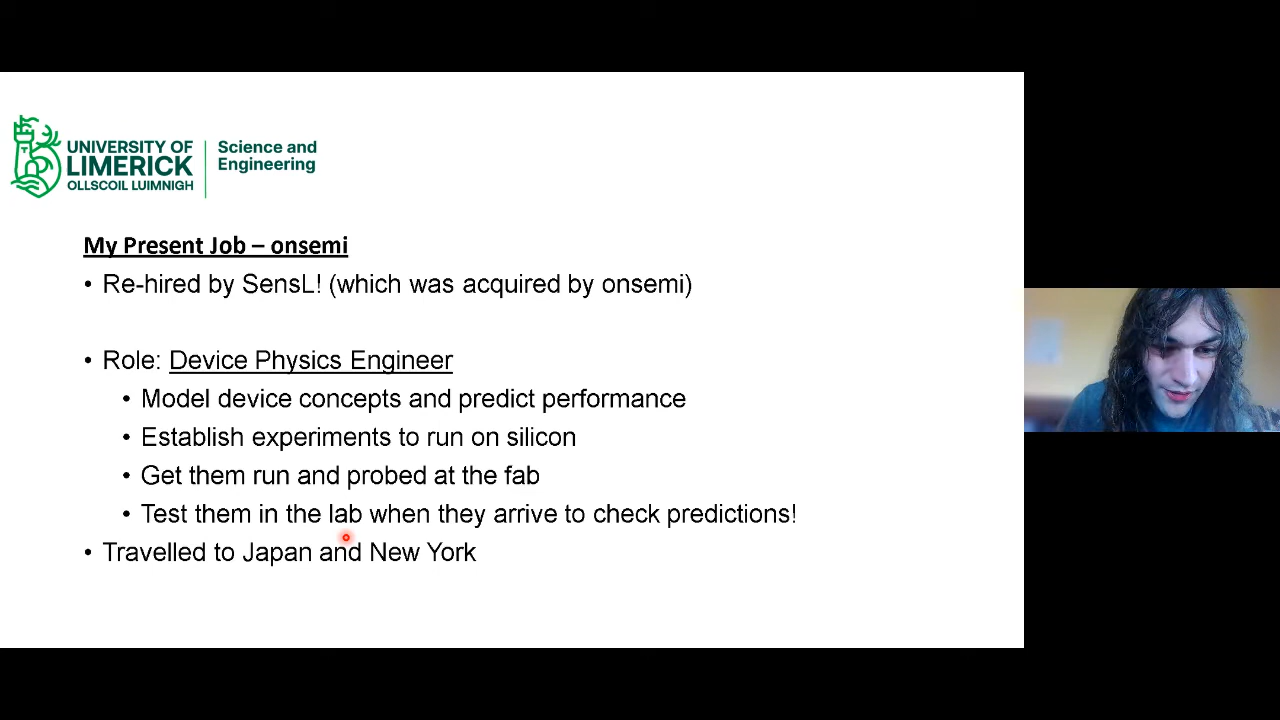 UNIVERSITY OF
LIMERICK
OLLSCOIL LUIMNIGH
Science and
Engineering
My Present Job – onsemi
• Re-hired by SensL! (which was acquired by onsemi)
• Role: Device Physics Engineer
• Model device concepts and predict performance
• Establish experiments to run on silicon
• Get them run and probed at the fab
• Test them in the lab when they arrive to check predictions!
• Travelled to Japan and New York